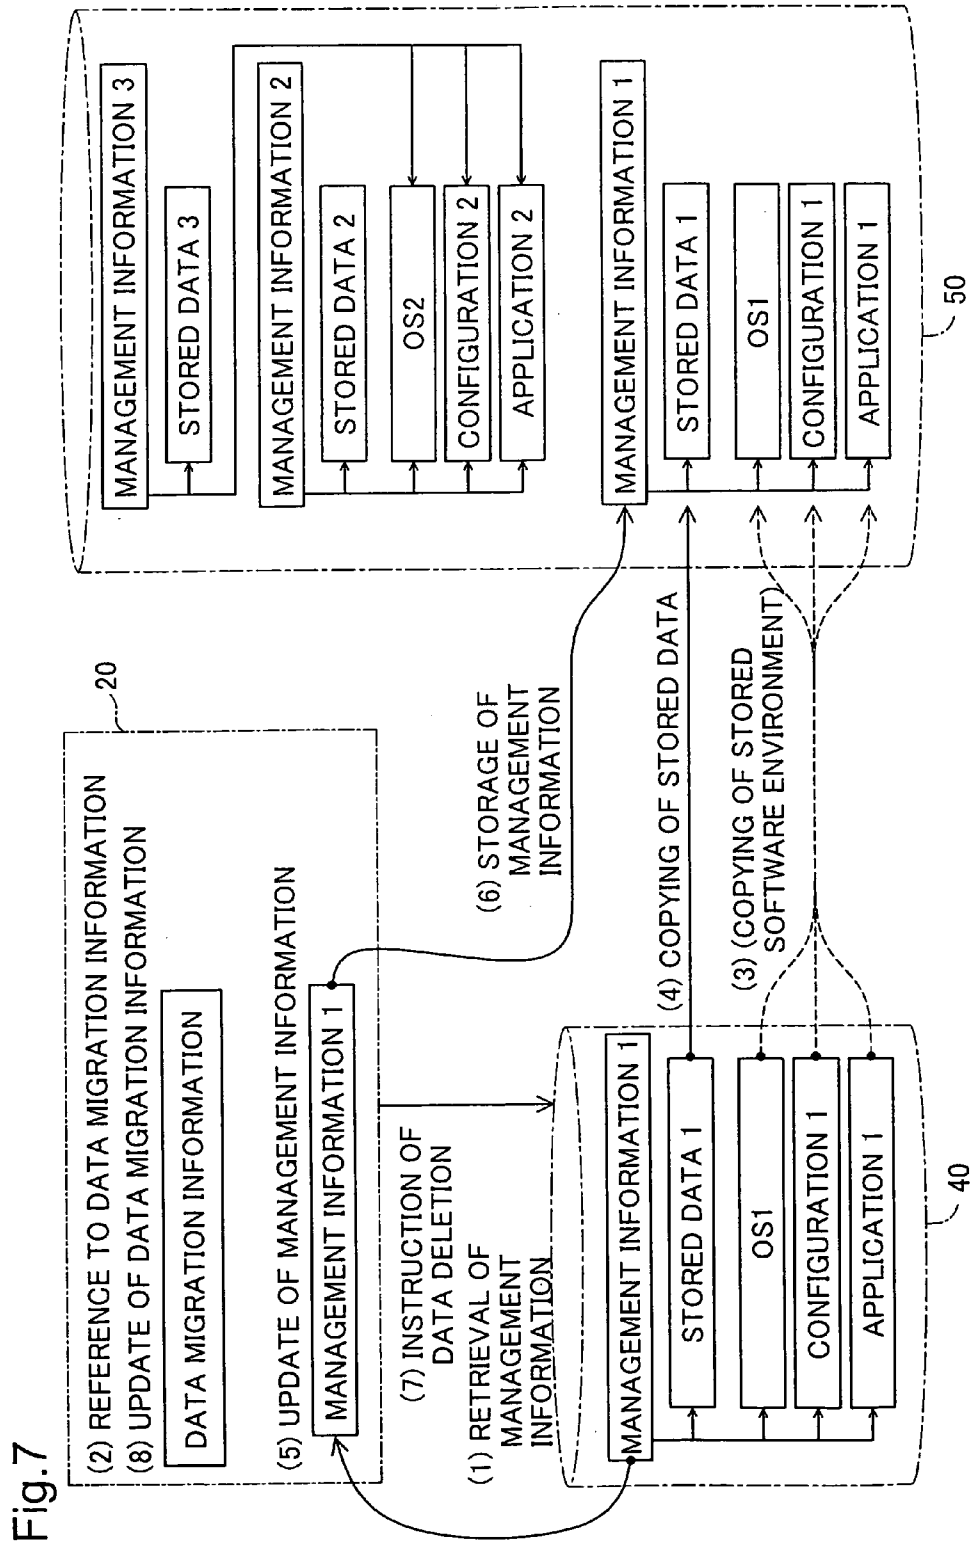 Fig.7
20
(2) REFERENCE TO DATA MIGRATION INFORMATION
(8) UPDATE OF DATA MIGRATION INFORMATION
DATA MIGRATION INFORMATION
(5) UPDATE OF MANAGEMENT INFORMATION
MANAGEMENT INFORMATION 1
(7) INSTRUCTION OF
DATA DELETION
(1) RETRIEVAL OF
MANAGEMENT
INFORMATION
(6) STORAGE OF
MANAGEMENT
INFORMATION
(4) COPYING OF STORED DATA
(3) (COPYING OF STORED
SOFTWARE ENVIRONMENT)
MANAGEMENT INFORMATION 1
STORED DATA 1
OS1
CONFIGURATION 1
APPLICATION 1
40
MANAGEMENT INFORMATION 3
STORED DATA 3
MANAGEMENT INFORMATION 2
STORED DATA 2
OS2
CONFIGURATION 2
APPLICATION 2
MANAGEMENT INFORMATION 1
STORED DATA 1
OS1
CONFIGURATION 1
APPLICATION 1
50